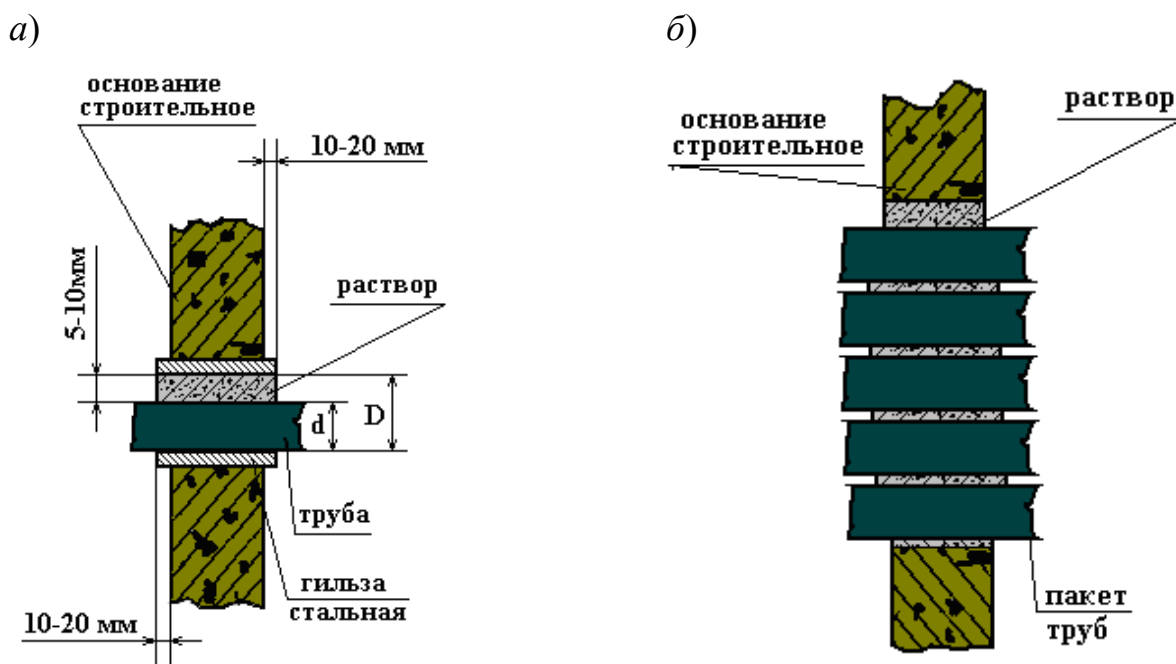 а)
основание
строительное
10-20 мм
5-10мм
раствор
d
D
труба
гильза
стальная
10-20 мм
б)
основание
строительное
раствор
пакет
труб